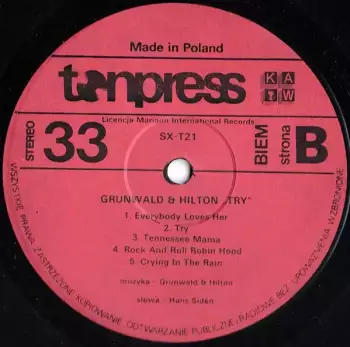 Made in Poland
tonpress
KAW
Licencja Mariann International Records
SX-T21
STEREO
33
BIEM
strona
B
GRUNWALD & HILTON „TRY"
1. Everybody Loves Her
2. Try
3. Tennessee Mama
4. Rock And Roll Robin Hood
5. Crying In The Rain
muzyka – Grunwald & Hilton
słowa – Hans Sidén
WSZYSTKIE PRAWA ZASTRZEŻONE KOPIOWANIE ODTWARZANIE PUBLICZNE I RADIOWE BEZ UPOWAŻNIENIA WZBRONIONE